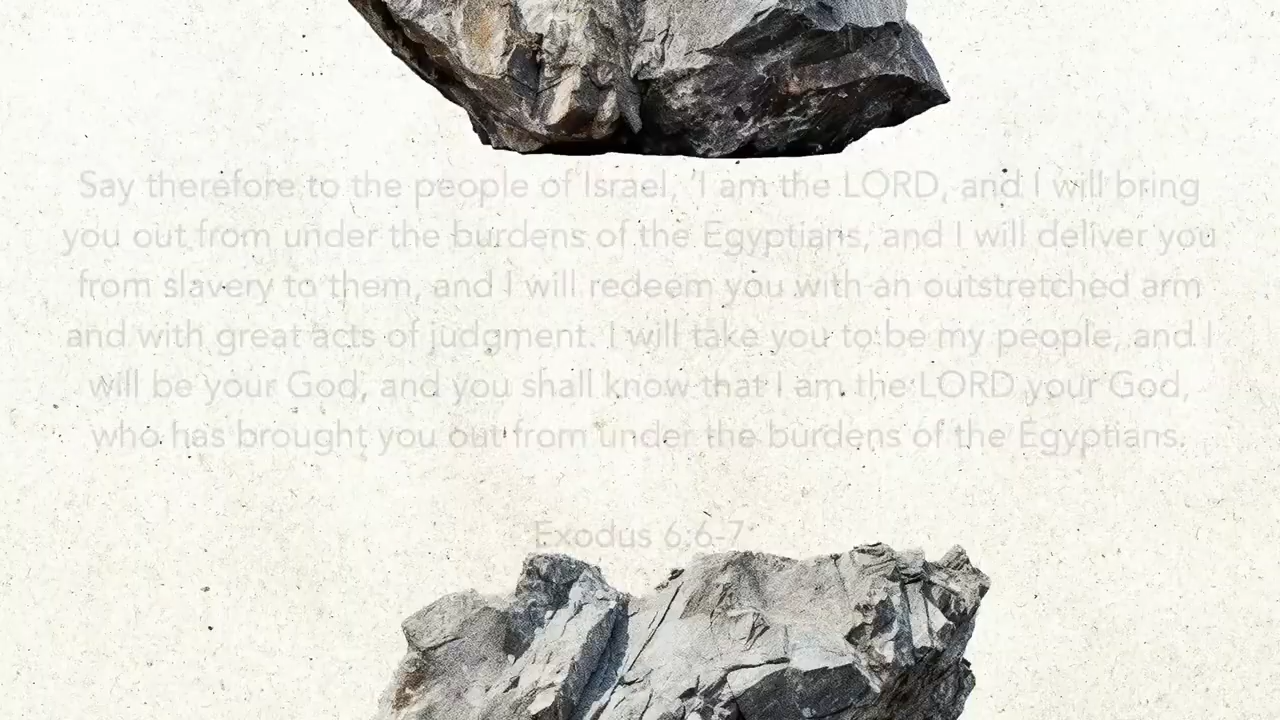 Say therefore to the people of Israel, 'I am the LORD, and I will bring
you out from under the burdens of the Egyptians, and I will deliver you
from slavery to them, and I will redeem you with an outstretched arm
and with great acts of judgment. I will take you to be my people, and I
will be your God, and you shall know that I am the LORD your God,
who has brought you out from under the burdens of the Egyptians.
Exodus 6:6-7